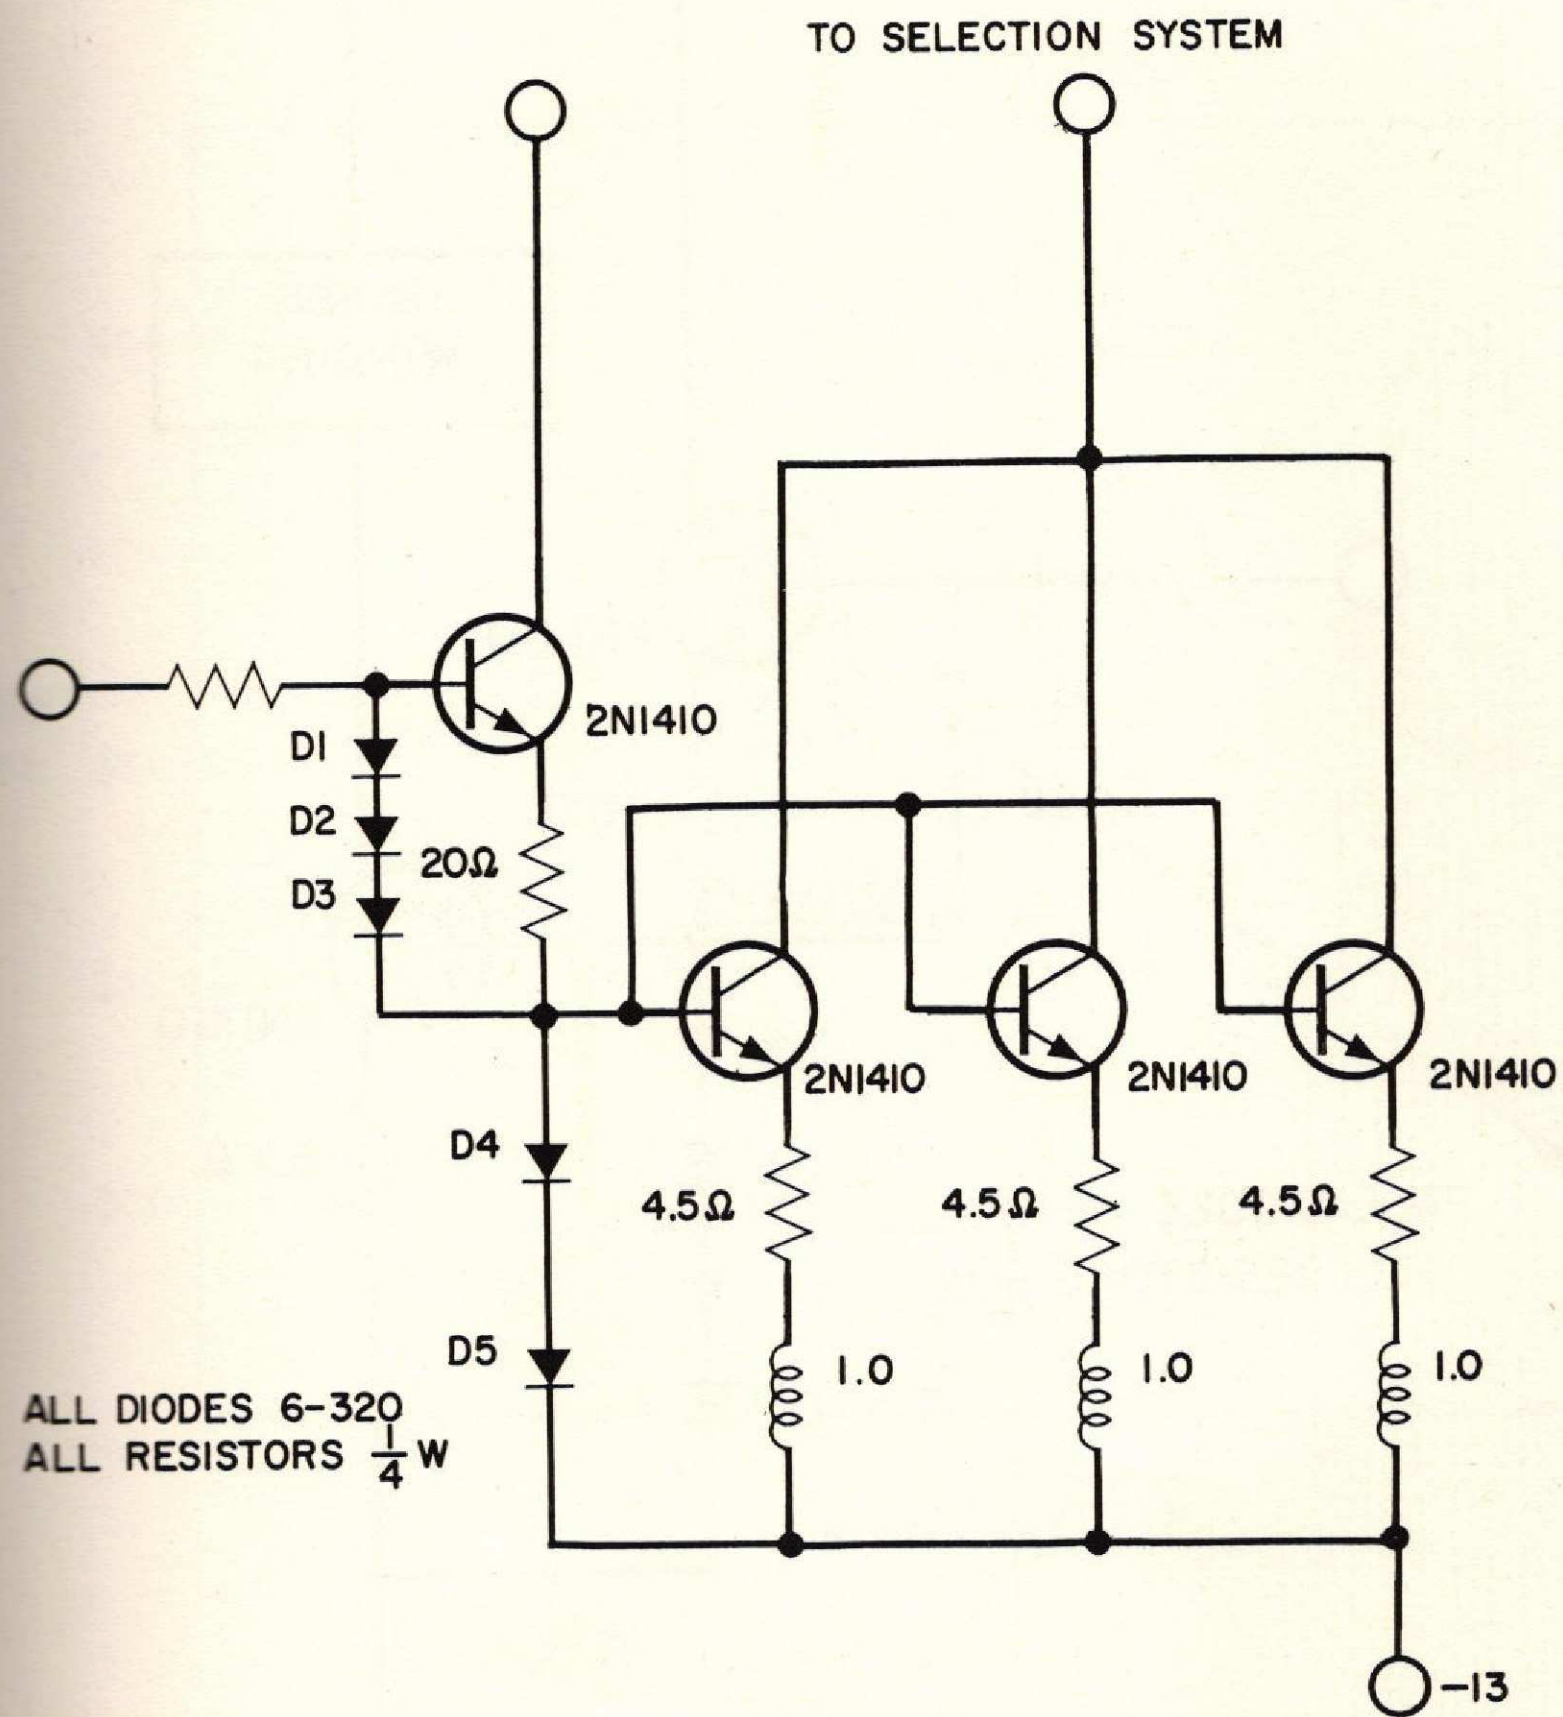 TO SELECTION SYSTEM
2N1410
D1
D2
20Ω
D3
2N1410
2N1410
2N1410
D4
4.5Ω
4.5Ω
4.5Ω
D5
1.0
1.0
1.0
ALL DIODES 6-320
ALL RESISTORS 1/4 W
-13